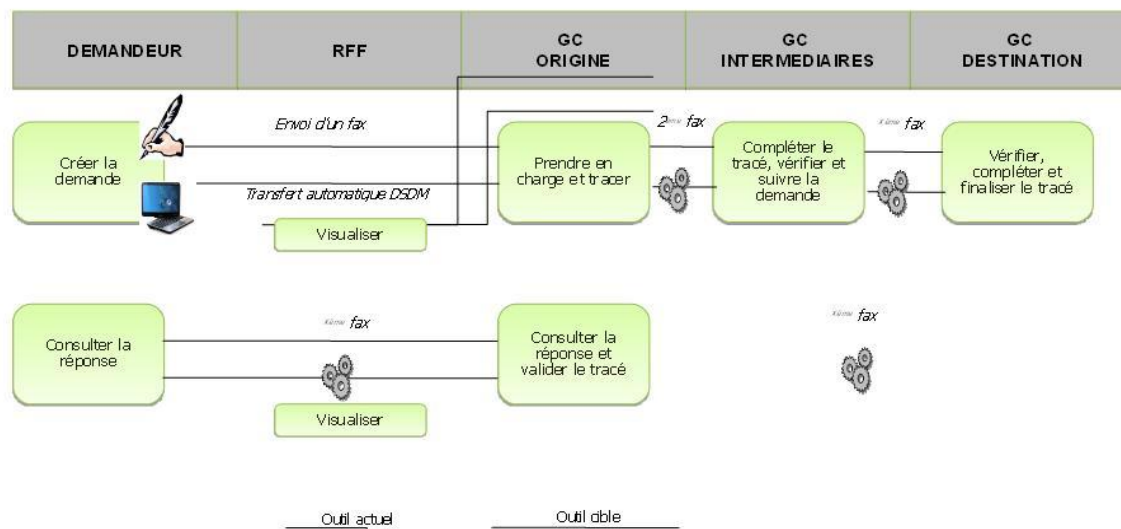 DEMANDEUR
RFF
GC
ORIGINE
GC
INTERMEDIAIRES
GC
DESTINATION
Envoi d'un fax
2ème fax
Xième fax
Créer la
demande
Prendre en
charge et tracer
Compléter le
tracé, vérifier et
suivre la
demande
Vérifier,
compléter et
finaliser le tracé
Transfert automatique DSDM
Visualiser
Xième fax
Xième fax
Consulter la
réponse
Consulter la
réponse et
valider le tracé
Visualiser
Outil actuel
Outil cible